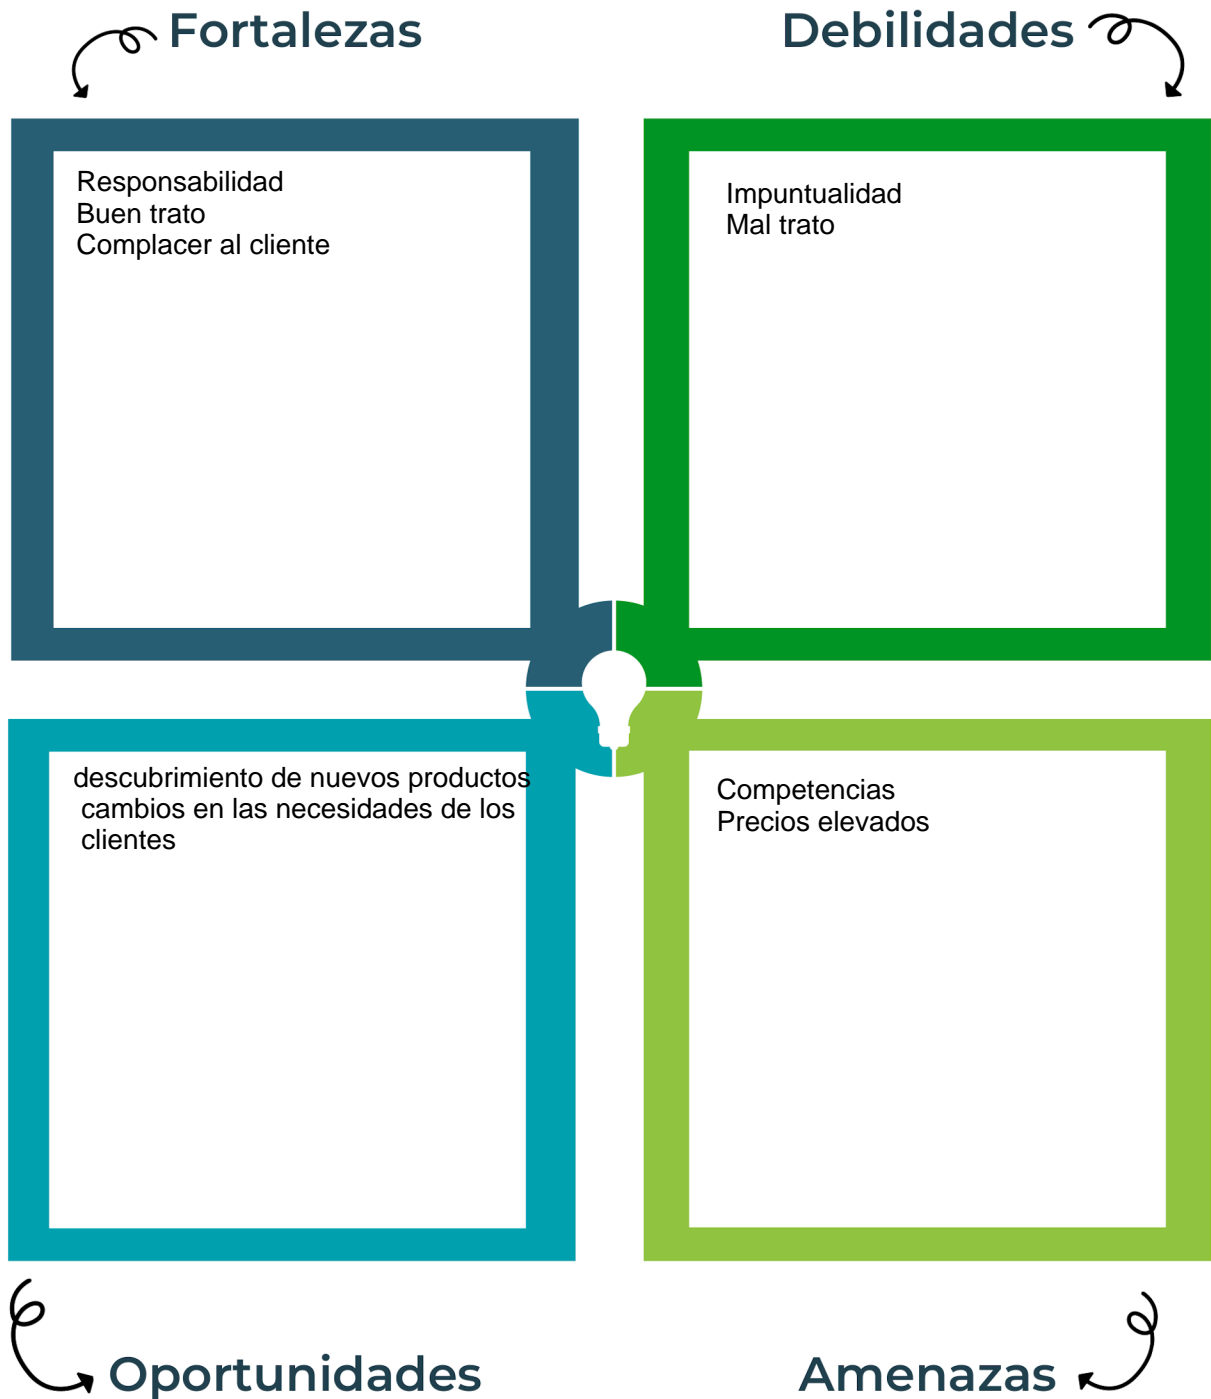 Fortalezas
Debilidades
Responsabilidad
Buen trato
Complacer al cliente
Impuntualidad
Mal trato
descubrimiento de nuevos productos
cambios en las necesidades de los
clientes
Competencias
Precios elevados
Oportunidades
Amenazas